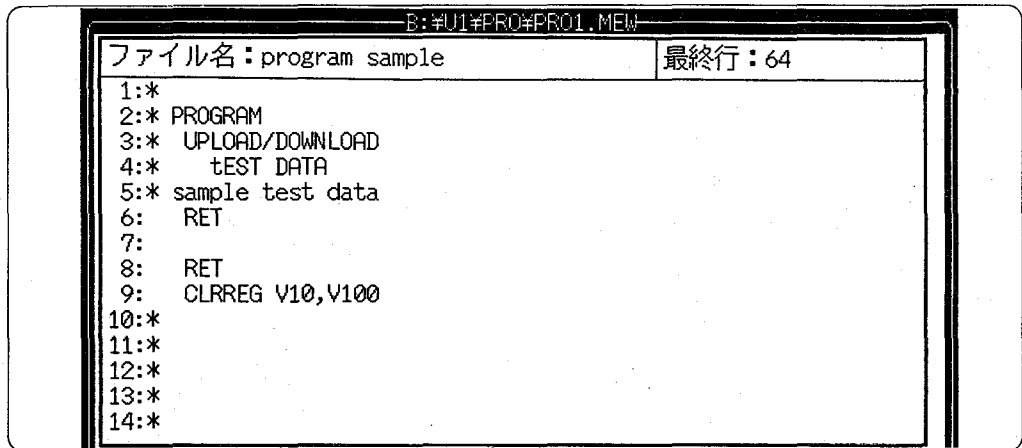 B:¥U1¥PRO¥PRO1.MEW
ファイル名：program sample 最終行：64
1:*
2:* PROGRAM
3:*  UPLOAD/DOWNLOAD
4:*    tEST DATA
5:* sample test data
6:   RET
7:
8:   RET
9:   CLRREG V10,V100
10:*
11:*
12:*
13:*
14:*